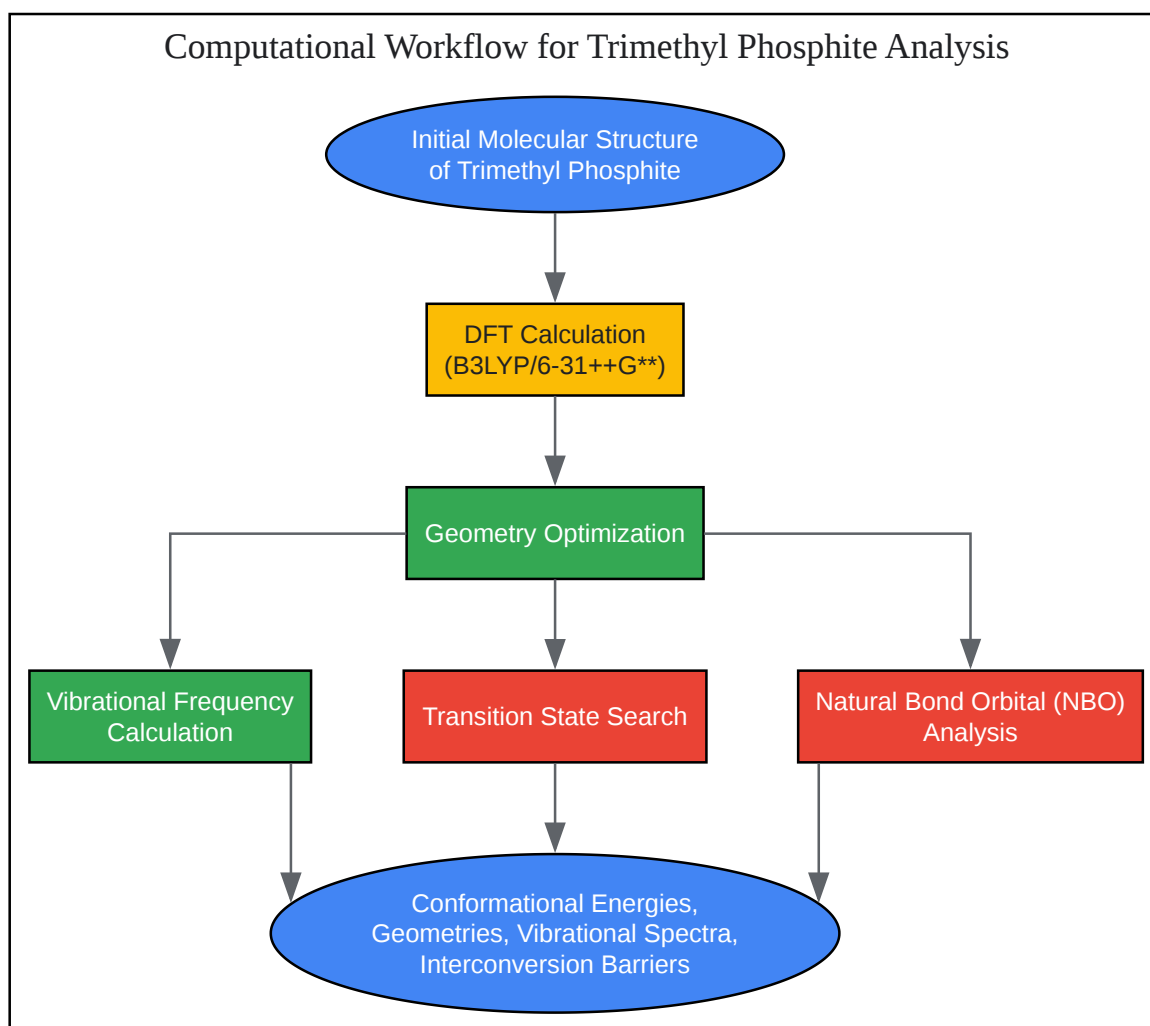 Computational Workflow for Trimethyl Phosphite Analysis
Initial Molecular Structure
of Trimethyl Phosphite
DFT Calculation
(B3LYP/6-31++G**)
Geometry Optimization
Vibrational Frequency
Calculation
Transition State Search
Natural Bond Orbital (NBO)
Analysis
Conformational Energies,
Geometries, Vibrational Spectra,
Interconversion Barriers